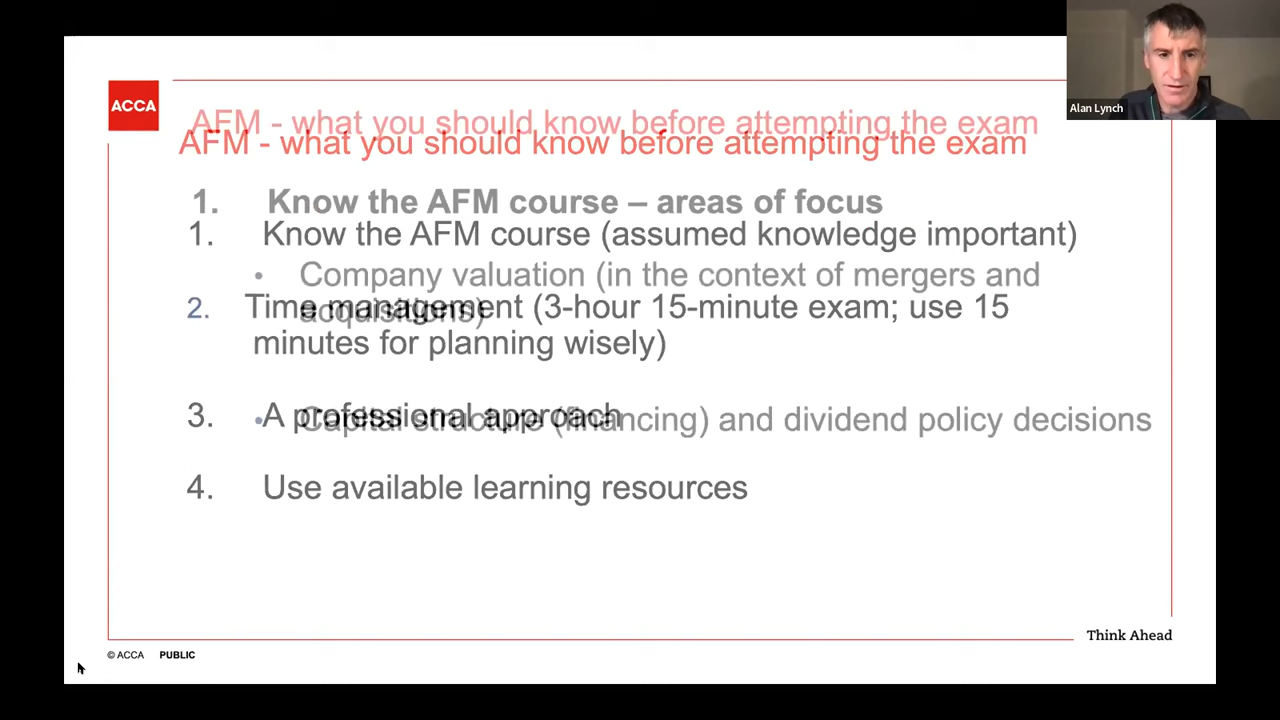 ACCA
AFM - what you should know before attempting the exam
AFM - what you should know before attempting the exam
1. Know the AFM course – areas of focus
1. Know the AFM course (assumed knowledge important)
• Company valuation (in the context of mergers and
acquisitions)
2. Time management (3-hour 15-minute exam; use 15
minutes for planning wisely)
3. A professional approach
• Capital structure (financing) and dividend policy decisions
4. Use available learning resources
Think Ahead
© ACCA PUBLIC
Alan Lynch